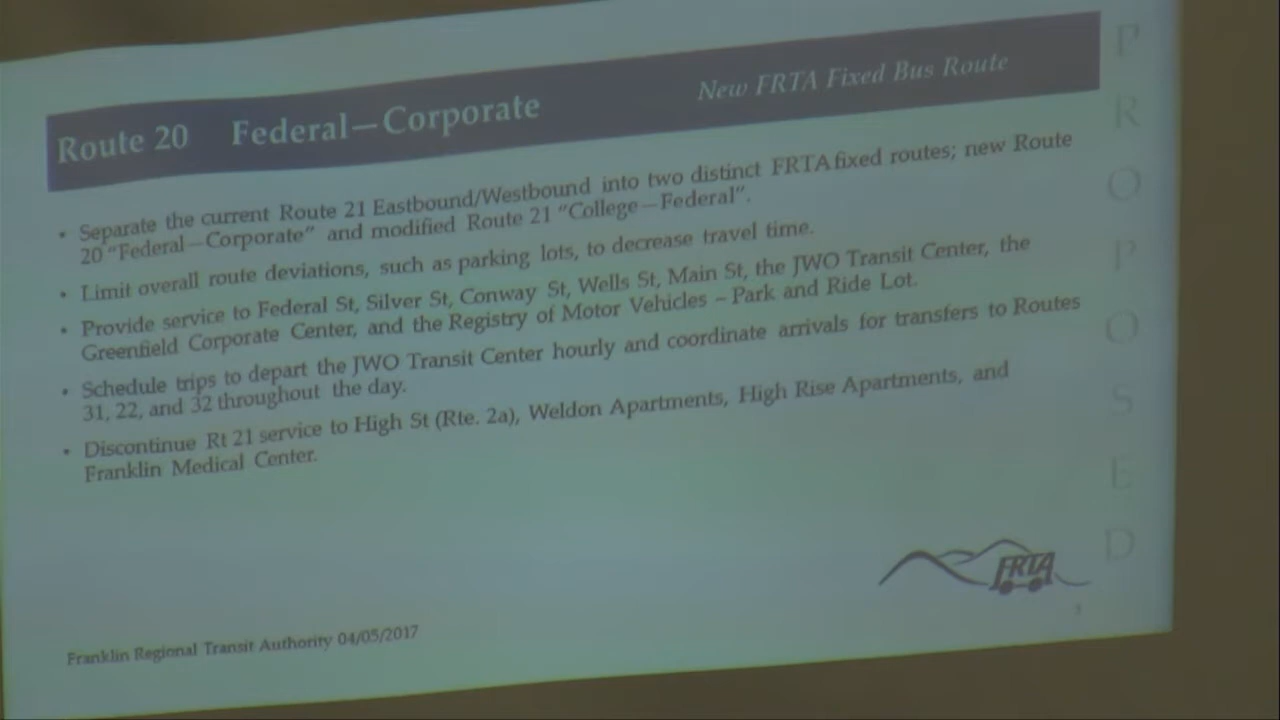 Route 20 Federal—Corporate New FRTA Fixed Bus Route
• Separate the current Route 21 Eastbound/Westbound into two distinct FRTA fixed routes; new Route
20 "Federal—Corporate" and modified Route 21 "College—Federal".
• Limit overall route deviations, such as parking lots, to decrease travel time.
• Provide service to Federal St, Silver St, Conway St, Wells St, Main St, the JWO Transit Center, the
Greenfield Corporate Center, and the Registry of Motor Vehicles – Park and Ride Lot.
• Schedule trips to depart the JWO Transit Center hourly and coordinate arrivals for transfers to Routes
31, 22, and 32 throughout the day.
• Discontinue Rt 21 service to High St (Rte. 2a), Weldon Apartments, High Rise Apartments, and
Franklin Medical Center.
PROPOSED
FRTA
Franklin Regional Transit Authority 04/05/2017